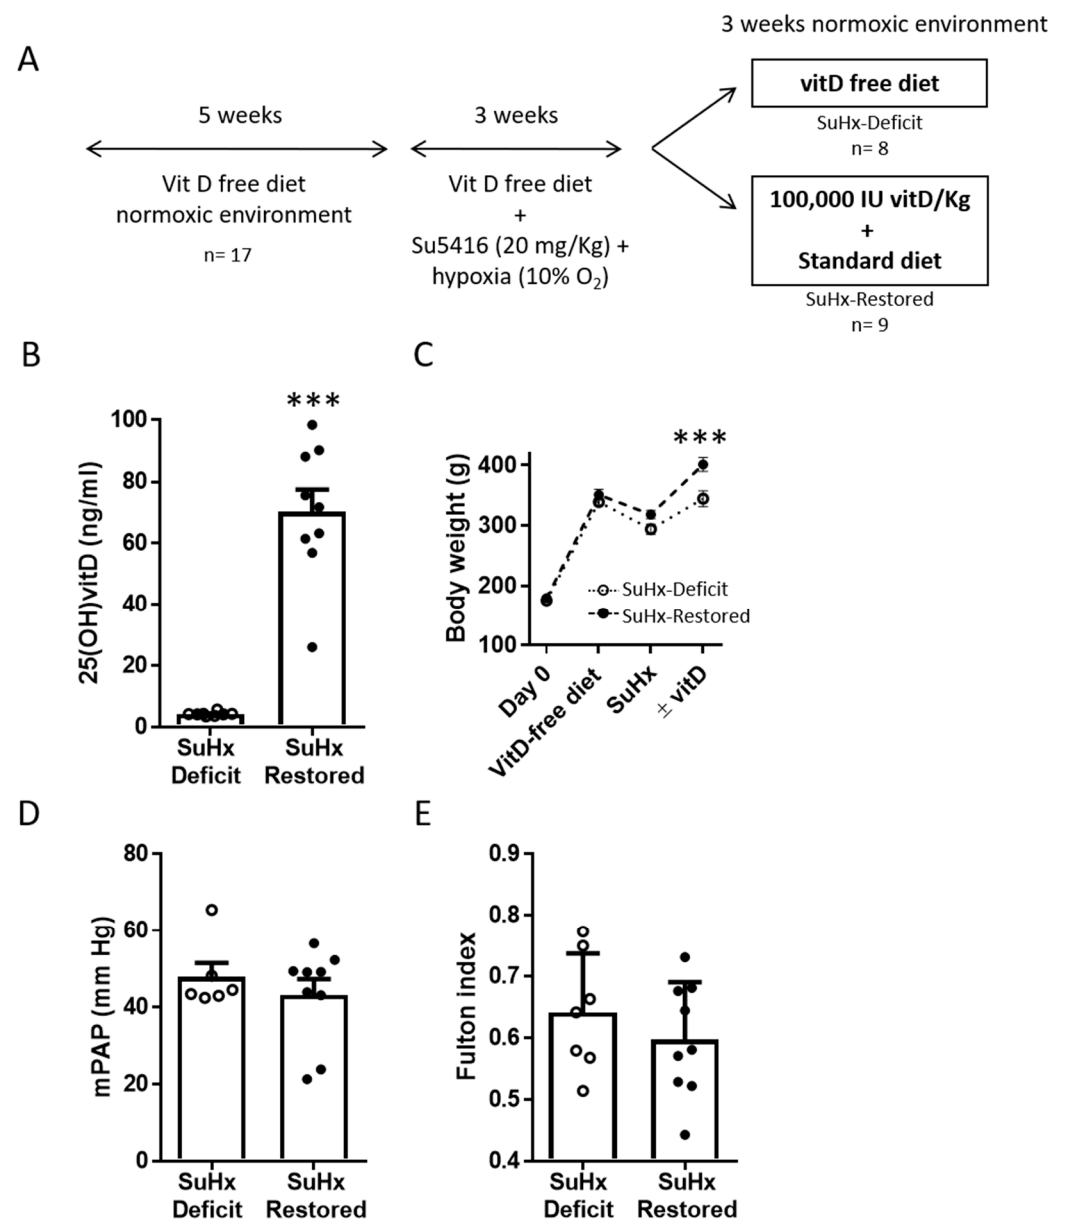 A
3 weeks normoxic environment
5 weeks
3 weeks
vitD free diet
SuHx-Deficit
n= 8
Vit D free diet
normoxic environment
n= 17
Vit D free diet
+
Su5416 (20 mg/Kg) +
hypoxia (10% O₂)
100,000 IU vitD/Kg
+
Standard diet
SuHx-Restored
n= 9
B
***
25(OH)vitD (ng/ml)
100
80
60
40
20
0
SuHx
Deficit
SuHx
Restored
C
***
Body weight (g)
400
300
200
100
SuHx-Deficit
SuHx-Restored
Day 0
VitD-free diet
SuHx
± vitD
D
mPAP (mm Hg)
80
60
40
20
0
SuHx
Deficit
SuHx
Restored
E
Fulton index
0.9
0.8
0.7
0.6
0.5
0.4
SuHx
Deficit
SuHx
Restored